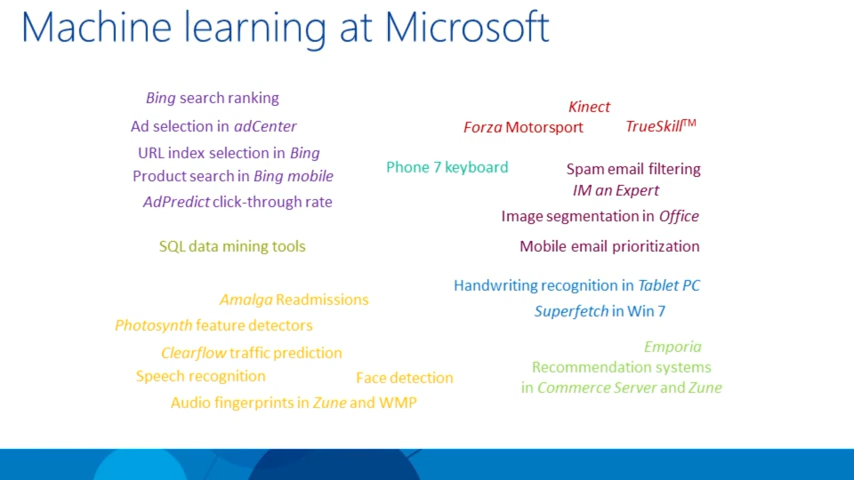 Machine learning at Microsoft
Bing search ranking
Ad selection in adCenter
URL index selection in Bing
Product search in Bing mobile
AdPredict click-through rate
SQL data mining tools
Amalga Readmissions
Photosynth feature detectors
Clearflow traffic prediction
Speech recognition
Face detection
Audio fingerprints in Zune and WMP
Phone 7 keyboard
Kinect
Forza Motorsport
TrueSkill™
Spam email filtering
IM an Expert
Image segmentation in Office
Mobile email prioritization
Handwriting recognition in Tablet PC
Superfetch in Win 7
Emporia
Recommendation systems
in Commerce Server and Zune